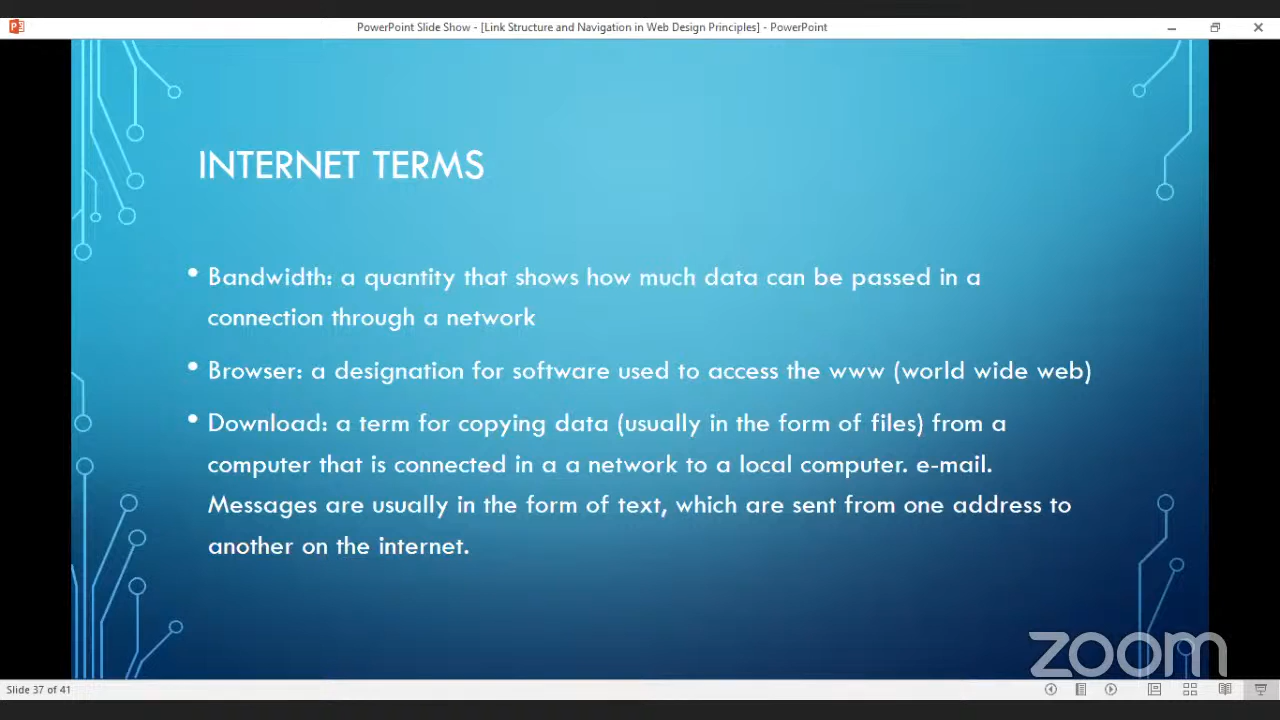 PowerPoint Slide Show - [Link Structure and Navigation in Web Design Principles] - PowerPoint
INTERNET TERMS
• Bandwidth: a quantity that shows how much data can be passed in a
connection through a network
• Browser: a designation for software used to access the www (world wide web)
• Download: a term for copying data (usually in the form of files) from a
computer that is connected in a a network to a local computer. e-mail.
Messages are usually in the form of text, which are sent from one address to
another on the internet.
zoom
Slide 37 of 41